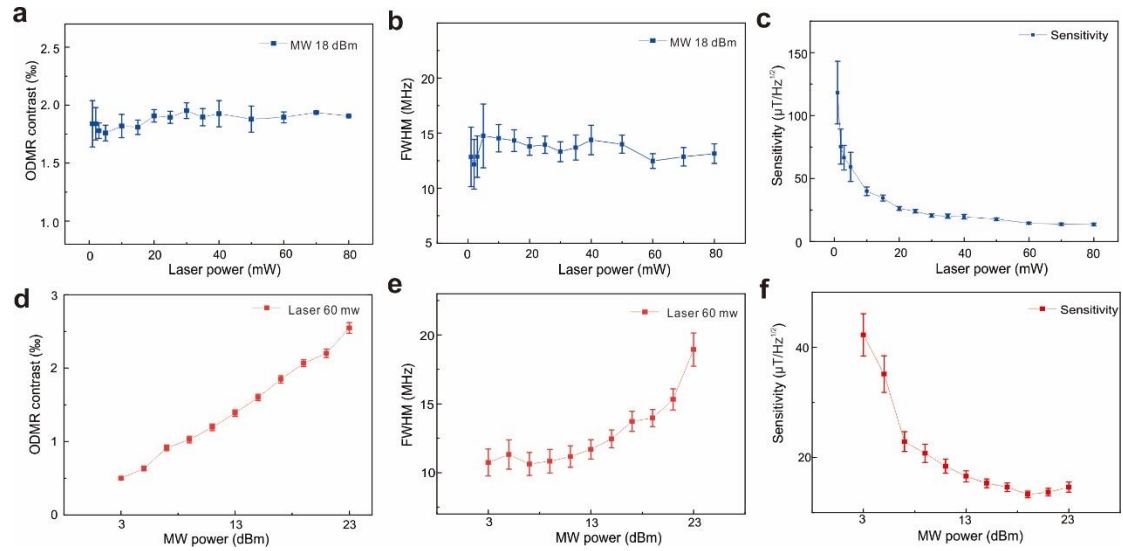 a
ODMR contrast (‰)
2.5
2.0
1.5
1.0
MW 18 dBm
0
20
40
60
80
Laser power (mW)
b
FWHM (MHz)
20
15
10
5
MW 18 dBm
0
20
40
60
80
Laser power (mW)
c
Sensitivity (μT/Hz¹/²)
150
100
50
0
Sensitivity
0
20
40
60
80
Laser power (mW)
d
ODMR contrast (‰)
3
2
1
0
Laser 60 mw
3
13
23
MW power (dBm)
e
FWHM (MHz)
20
15
10
Laser 60 mw
3
13
23
MW power (dBm)
f
Sensitivity (μT/Hz¹/²)
40
20
Sensitivity
3
13
23
MW power (dBm)